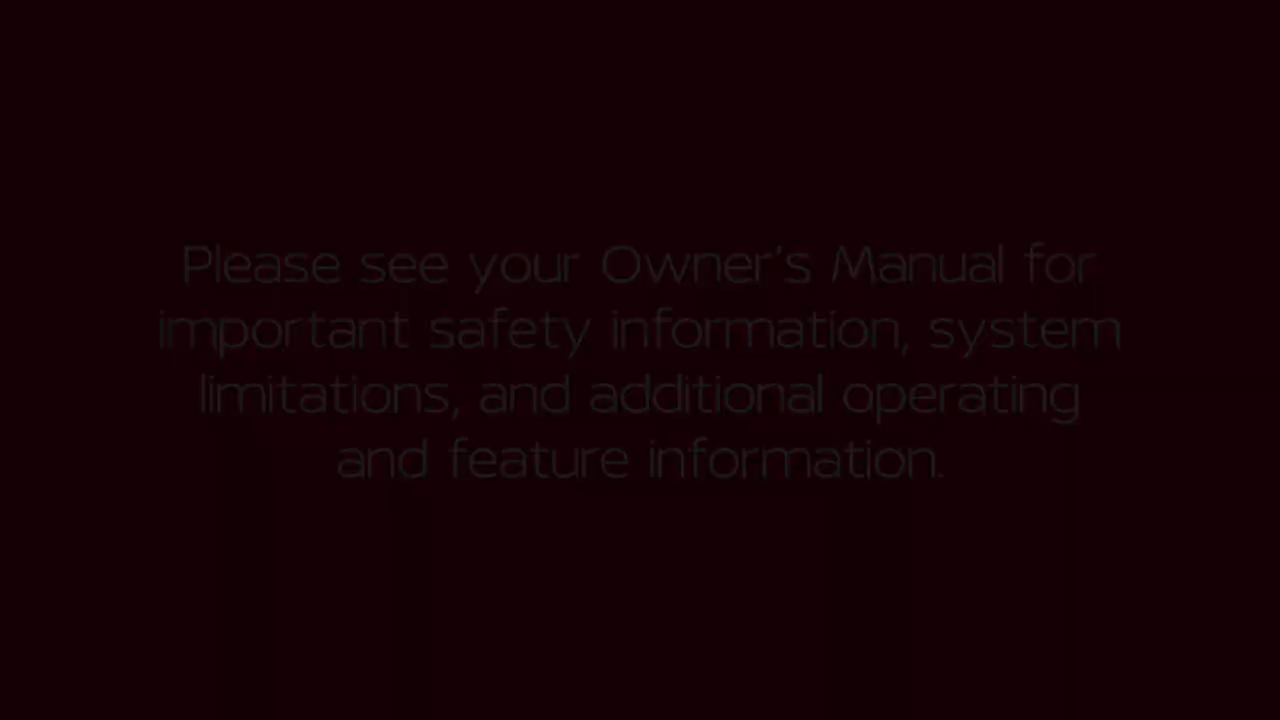 Please see your Owner's Manual for
important safety information, system
limitations, and additional operating
and feature information.